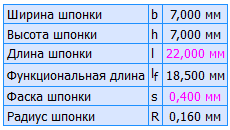 Ширина шпонки b 7,000 мм
Высота шпонки h 7,000 мм
Длина шпонки l 22,000 мм
Функциональная длина lf 18,500 мм
Фаска шпонки s 0,400 мм
Радиус шпонки R 0,160 мм